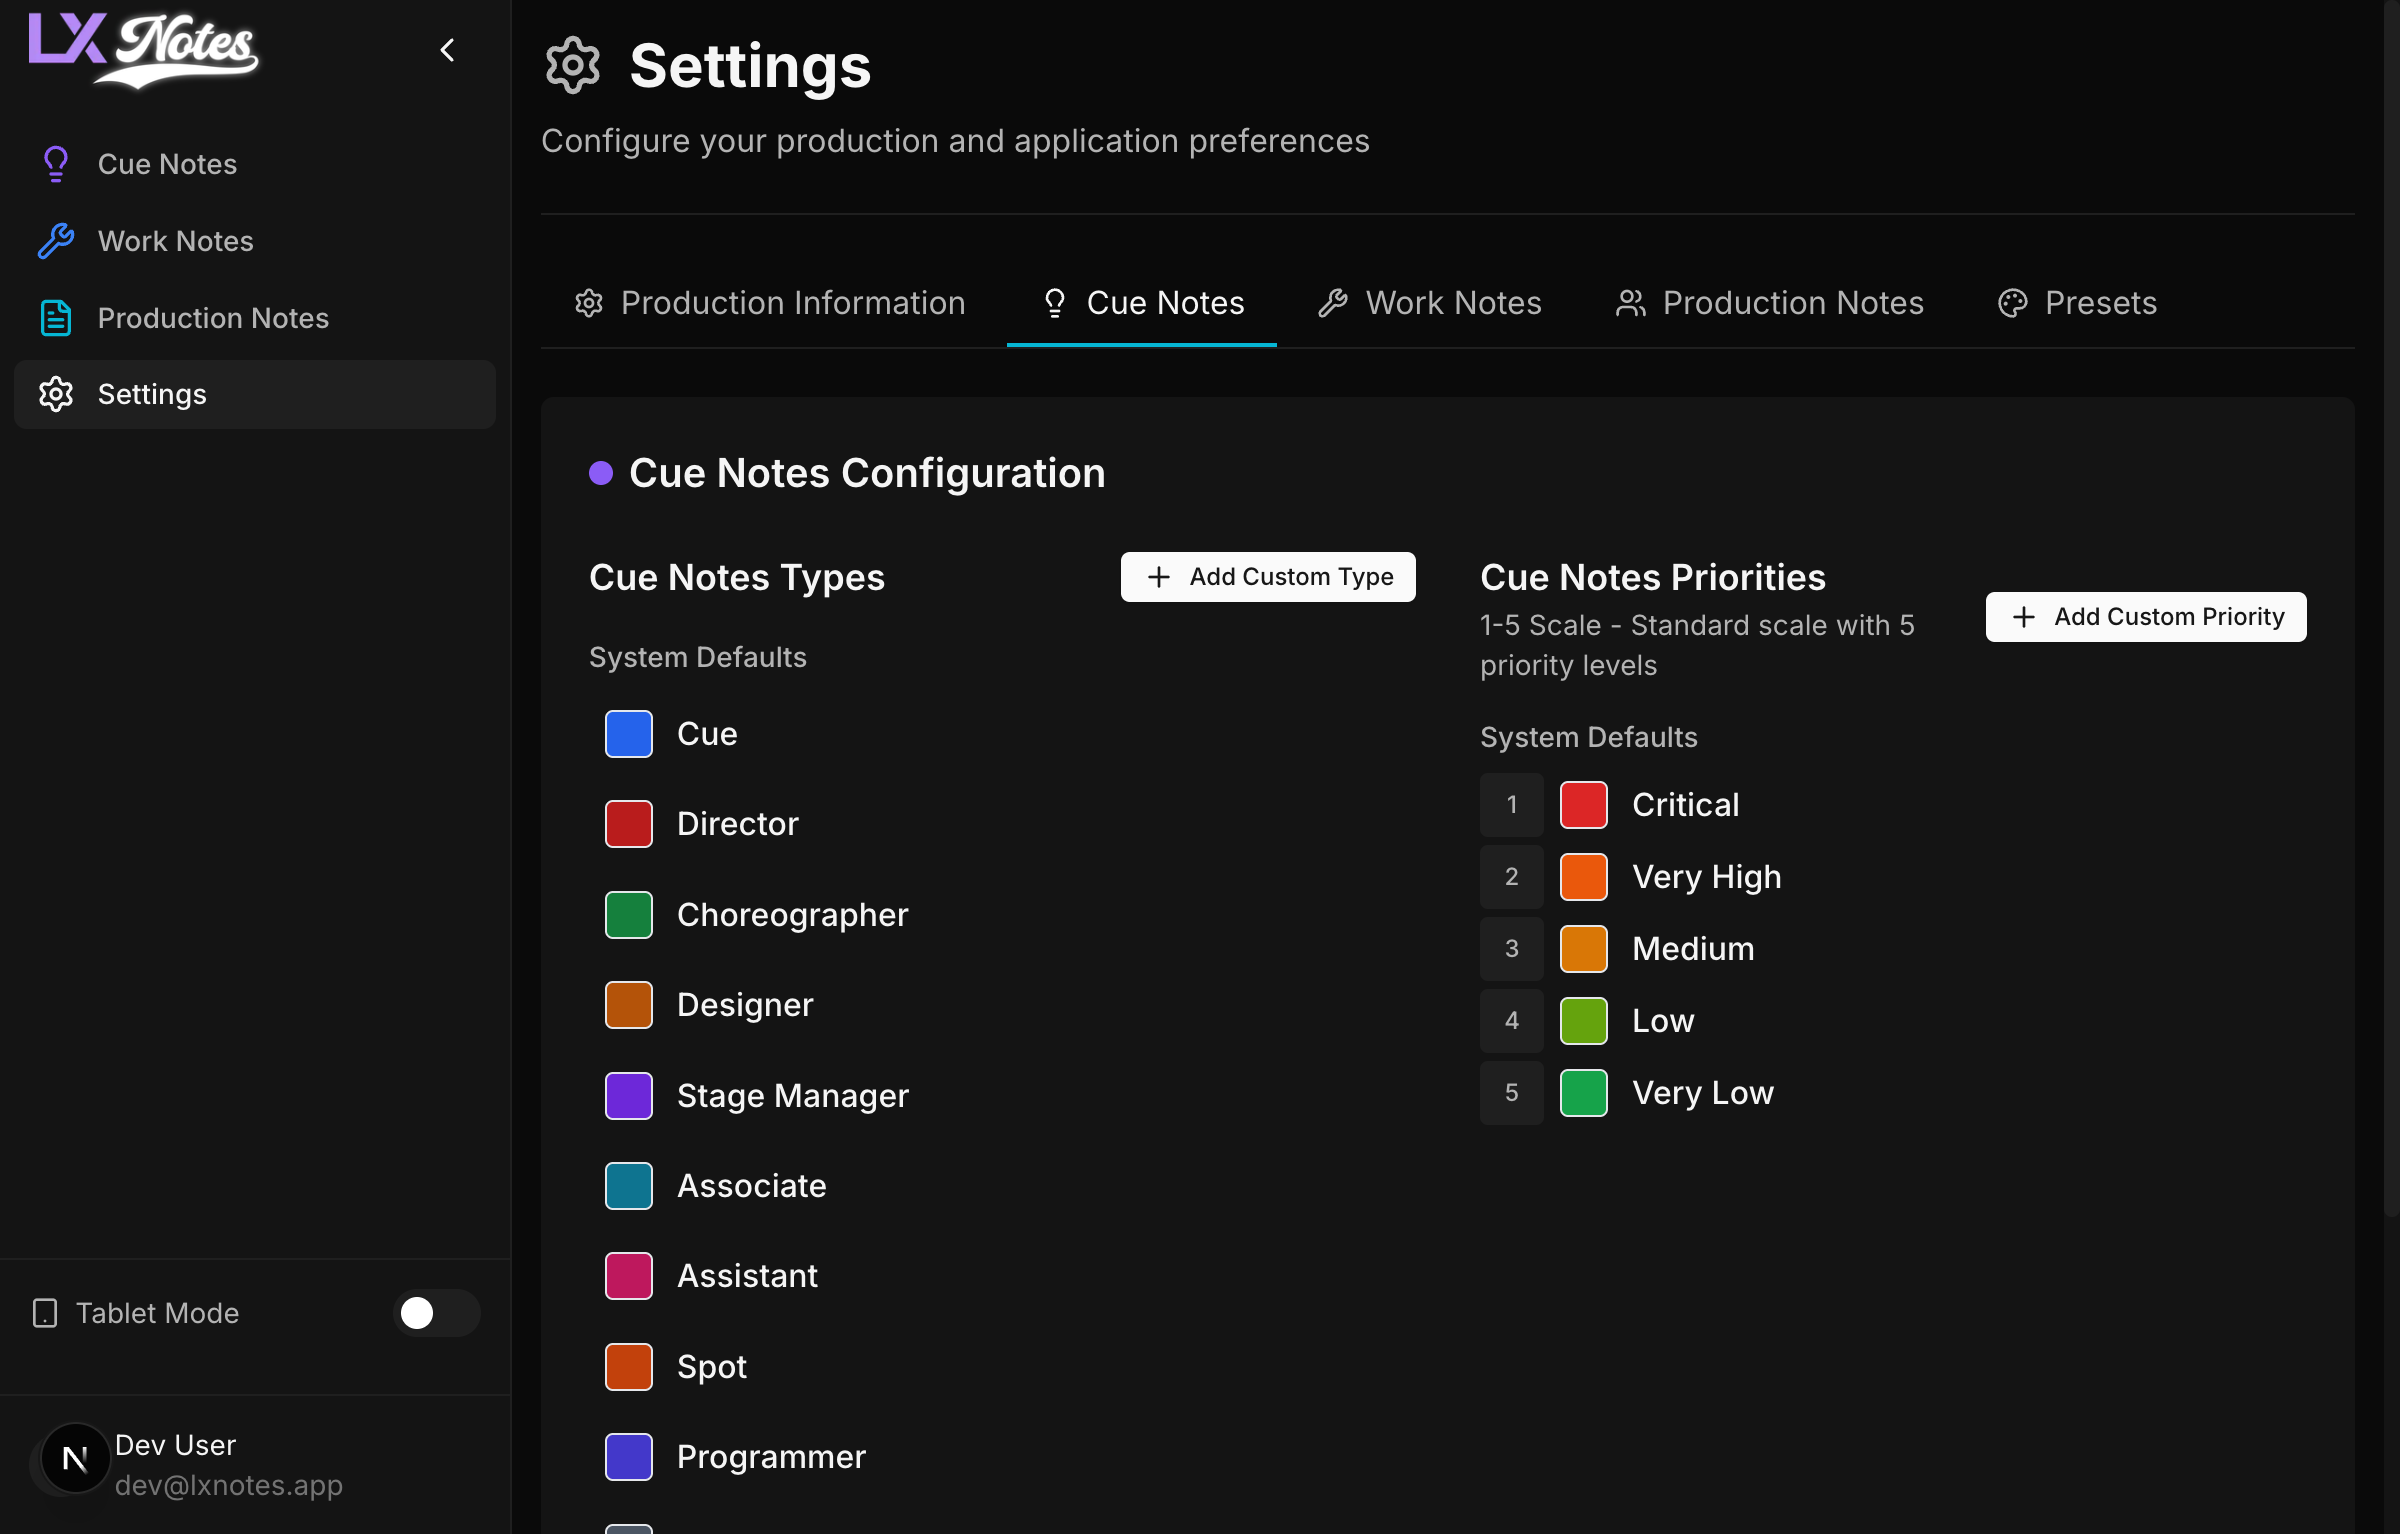 LX Notes
Cue Notes
Work Notes
Production Notes
Settings
Tablet Mode
N
Dev User
dev@lxnotes.app
Settings
Configure your production and application preferences
Production Information
Cue Notes
Work Notes
Production Notes
Presets
Cue Notes Configuration
Cue Notes Types
Add Custom Type
System Defaults
Cue
Director
Choreographer
Designer
Stage Manager
Associate
Assistant
Spot
Programmer
Cue Notes Priorities
1-5 Scale - Standard scale with 5
priority levels
Add Custom Priority
System Defaults
1 Critical
2 Very High
3 Medium
4 Low
5 Very Low